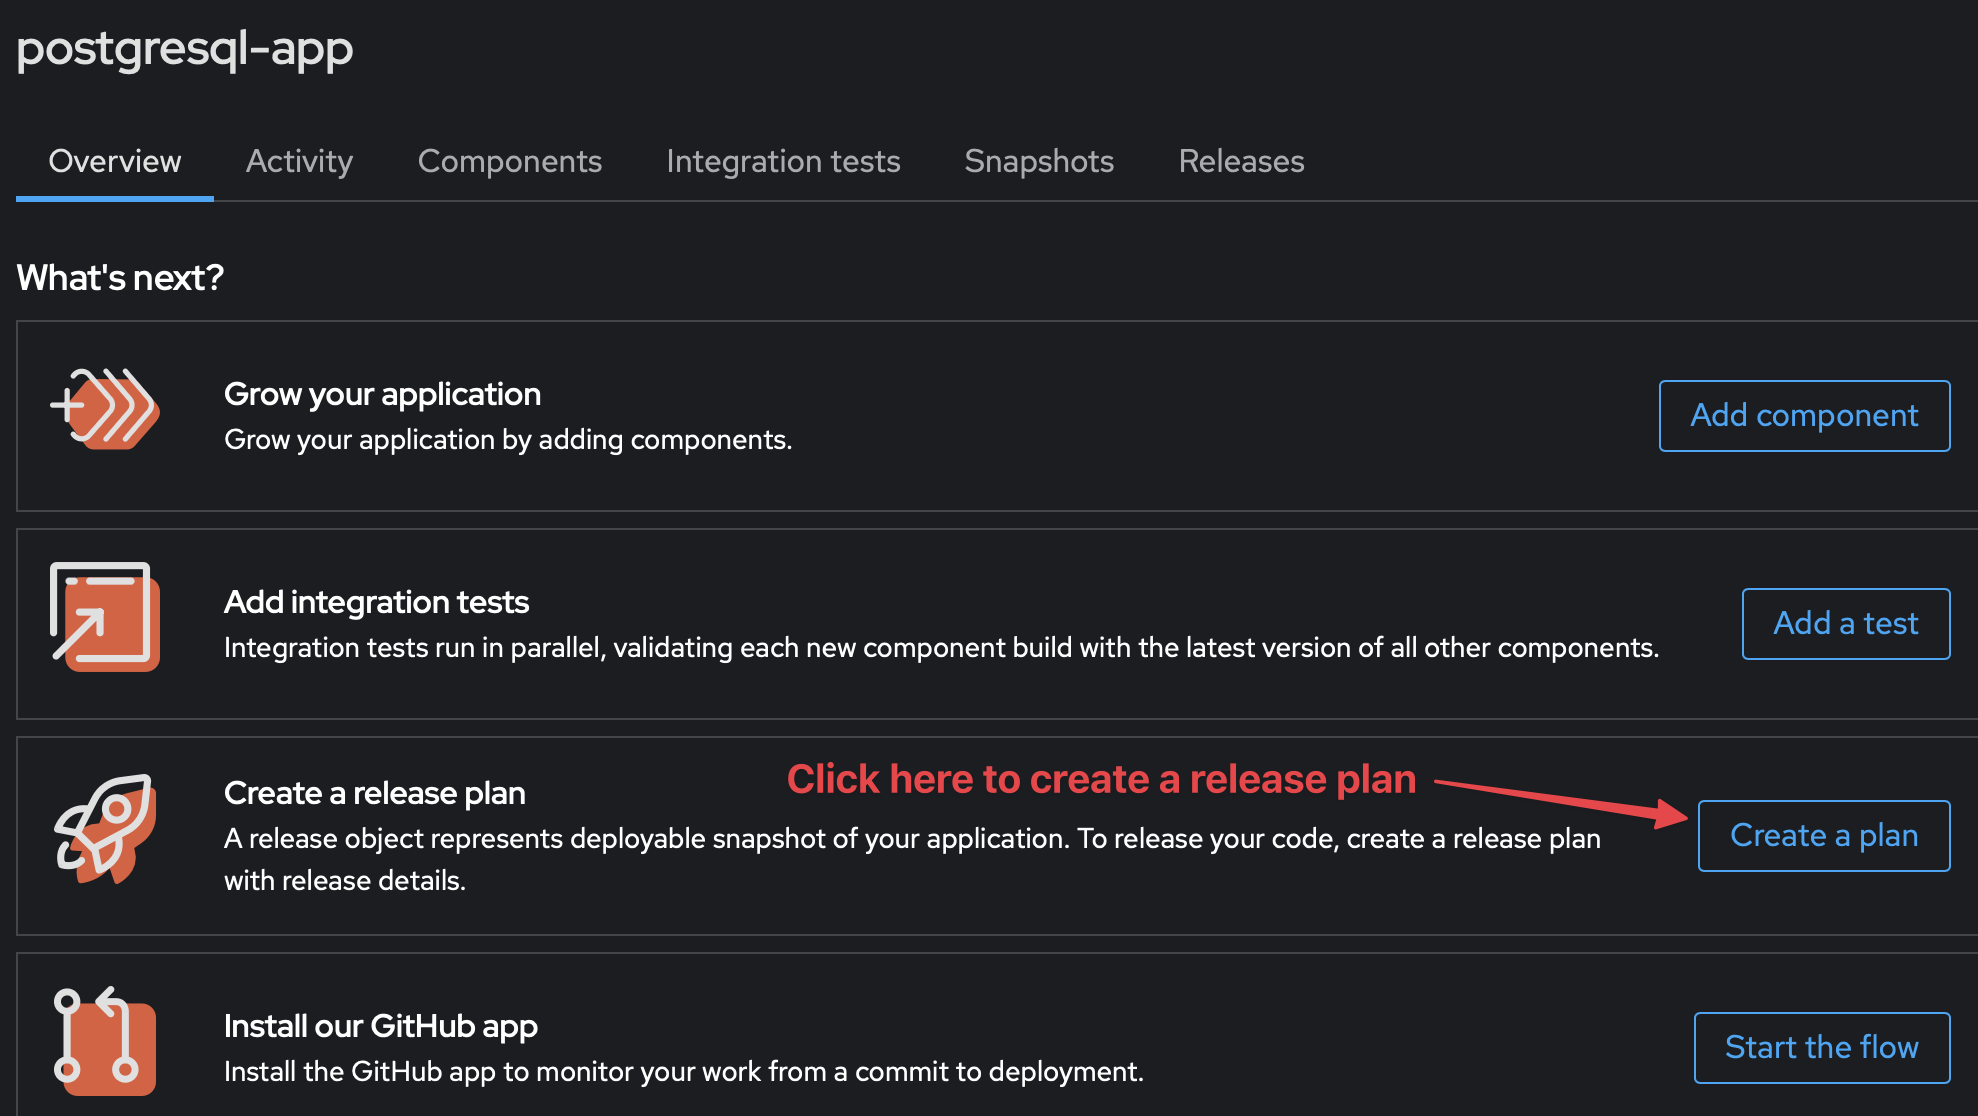 postgresql-app
Overview Activity Components Integration tests Snapshots Releases
What's next?
Grow your application
Grow your application by adding components.
Add component
Add integration tests
Integration tests run in parallel, validating each new component build with the latest version of all other components.
Add a test
Click here to create a release plan
Create a release plan
A release object represents deployable snapshot of your application. To release your code, create a release plan
with release details.
Create a plan
Install our GitHub app
Install the GitHub app to monitor your work from a commit to deployment.
Start the flow